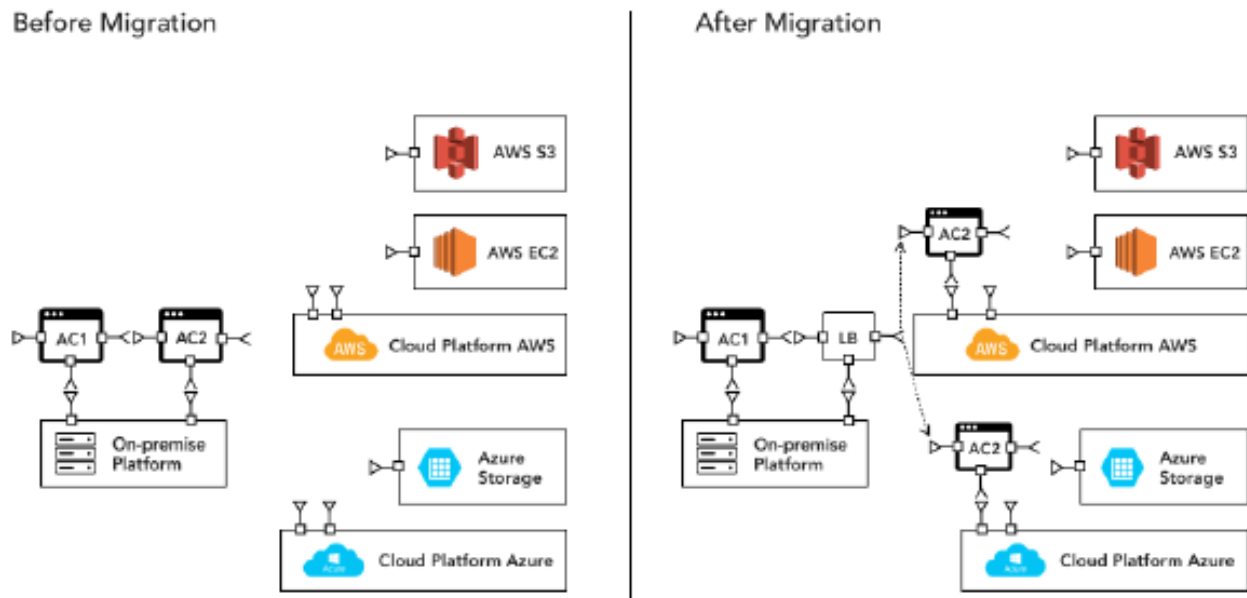 Before Migration
AWS S3
AWS EC2
AC1
AC2
AWS
Cloud Platform AWS
On-premise
Platform
Azure
Storage
Azure
Cloud Platform Azure
After Migration
AWS S3
AC2
AWS EC2
AC1
LB
AWS
Cloud Platform AWS
On-premise
Platform
AC2
Azure
Storage
Azure
Cloud Platform Azure